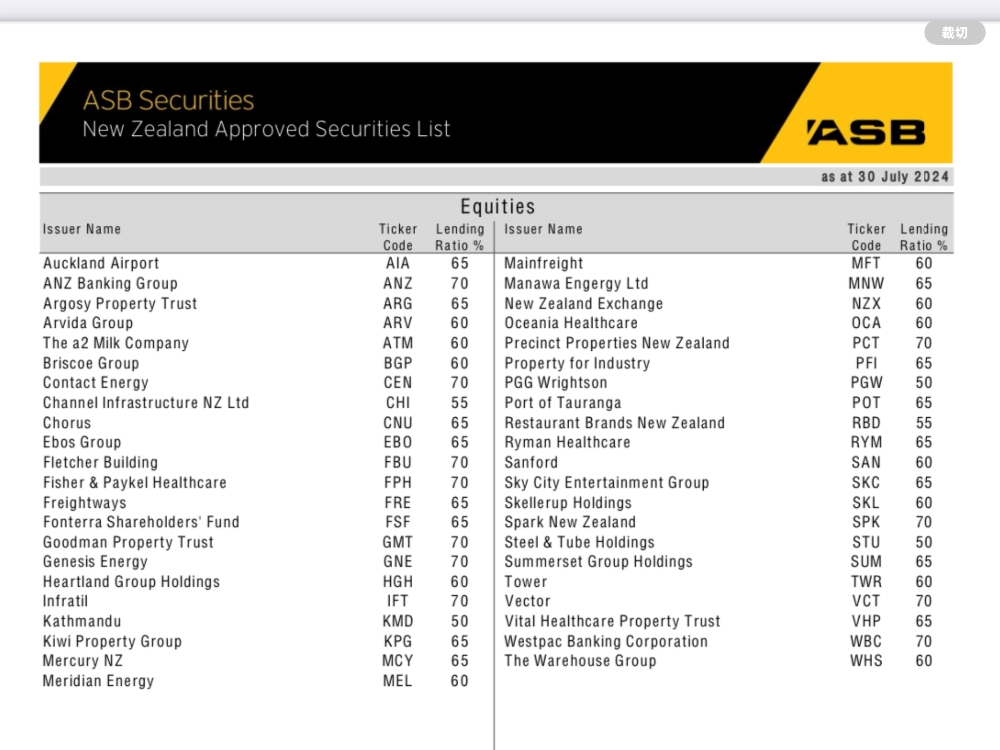 裁切
ASB Securities
New Zealand Approved Securities List
ASB
as at 30 July 2024
Equities
Issuer Name Ticker Code Lending Ratio % Issuer Name Ticker Code Lending Ratio %
Auckland Airport AIA 65 Mainfreight MFT 60
ANZ Banking Group ANZ 70 Manawa Engergy Ltd MNW 65
Argosy Property Trust ARG 65 New Zealand Exchange NZX 60
Arvida Group ARV 60 Oceania Healthcare OCA 60
The a2 Milk Company ATM 60 Precinct Properties New Zealand PCT 70
Briscoe Group BGP 60 Property for Industry PFI 65
Contact Energy CEN 70 PGG Wrightson PGW 50
Channel Infrastructure NZ Ltd CHI 55 Port of Tauranga POT 65
Chorus CNU 65 Restaurant Brands New Zealand RBD 55
Ebos Group EBO 65 Ryman Healthcare RYM 65
Fletcher Building FBU 70 Sanford SAN 60
Fisher & Paykel Healthcare FPH 70 Sky City Entertainment Group SKC 65
Freightways FRE 65 Skellerup Holdings SKL 60
Fonterra Shareholders' Fund FSF 65 Spark New Zealand SPK 70
Goodman Property Trust GMT 70 Steel & Tube Holdings STU 50
Genesis Energy GNE 70 Summerset Group Holdings SUM 65
Heartland Group Holdings HGH 60 Tower TWR 60
Infratil IFT 70 Vector VCT 70
Kathmandu KMD 50 Vital Healthcare Property Trust VHP 65
Kiwi Property Group KPG 65 Westpac Banking Corporation WBC 70
Mercury NZ MCY 65 The Warehouse Group WHS 60
Meridian Energy MEL 60